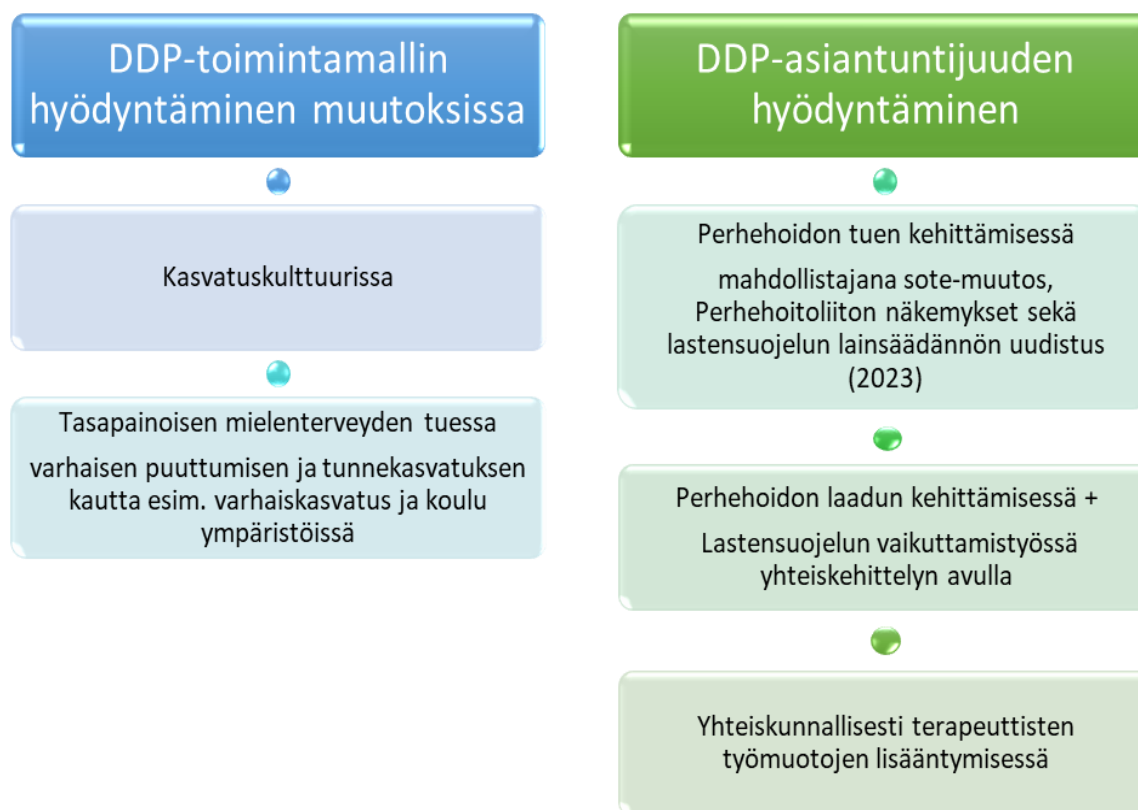 DDP-toimintamallin
hyödyntäminen muutoksissa
Kasvatuskulttuurissa
Tasapainoisen mielenterveyden tuessa
varhaisen puuttumisen ja tunnekasvatuksen
kautta esim. varhaiskasvatus ja koulu
ympäristöissä
DDP-asiantuntijuuden
hyödyntäminen
Perhehoidon tuen kehittämisessä
mahdollistajana sote-muutos,
Perhehoitoliiton näkemykset sekä
lastensuojelun lainsäädännön uudistus
(2023)
Perhehoidon laadun kehittämisessä +
Lastensuojelun vaikuttamistyössä
yhteiskehittelyn avulla
Yhteiskunnallisesti terapeuttisten
työmuotojen lisääntymisessä